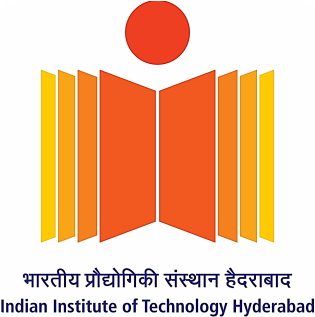 भारतीय प्रौद्योगिकी संस्थान हैदराबाद
Indian Institute of Technology Hyderabad